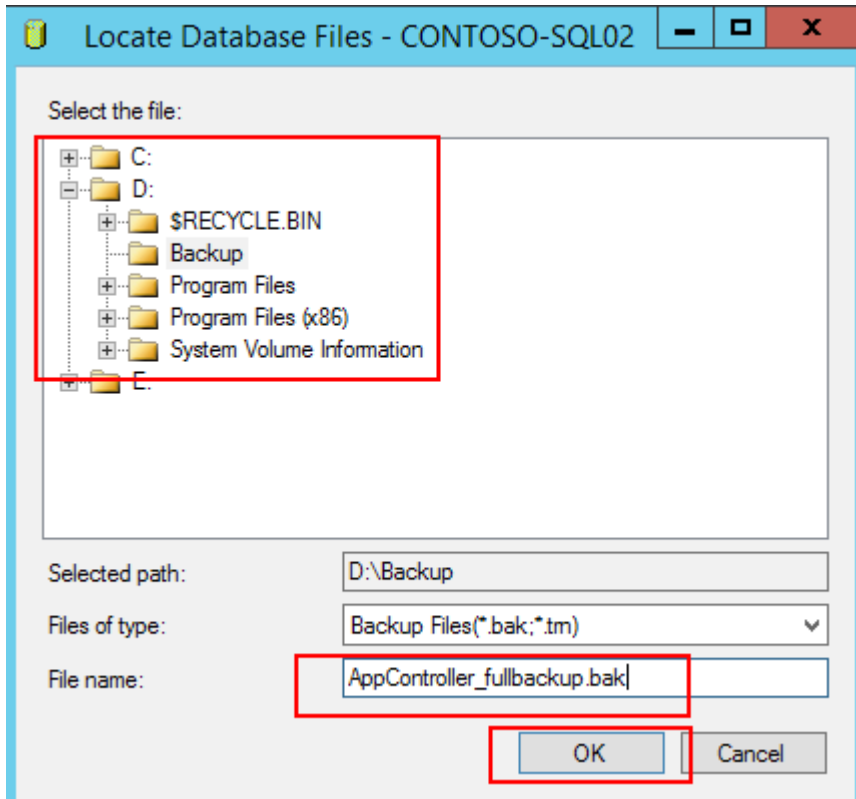 Locate Database Files - CONTOSO-SQL02
Select the file:
C:
D:
$RECYCLE.BIN
Backup
Program Files
Program Files (x86)
System Volume Information
E:
Selected path: D:\Backup
Files of type: Backup Files(*.bak;*.trn)
File name: AppController_fullbackup.bak
OK Cancel